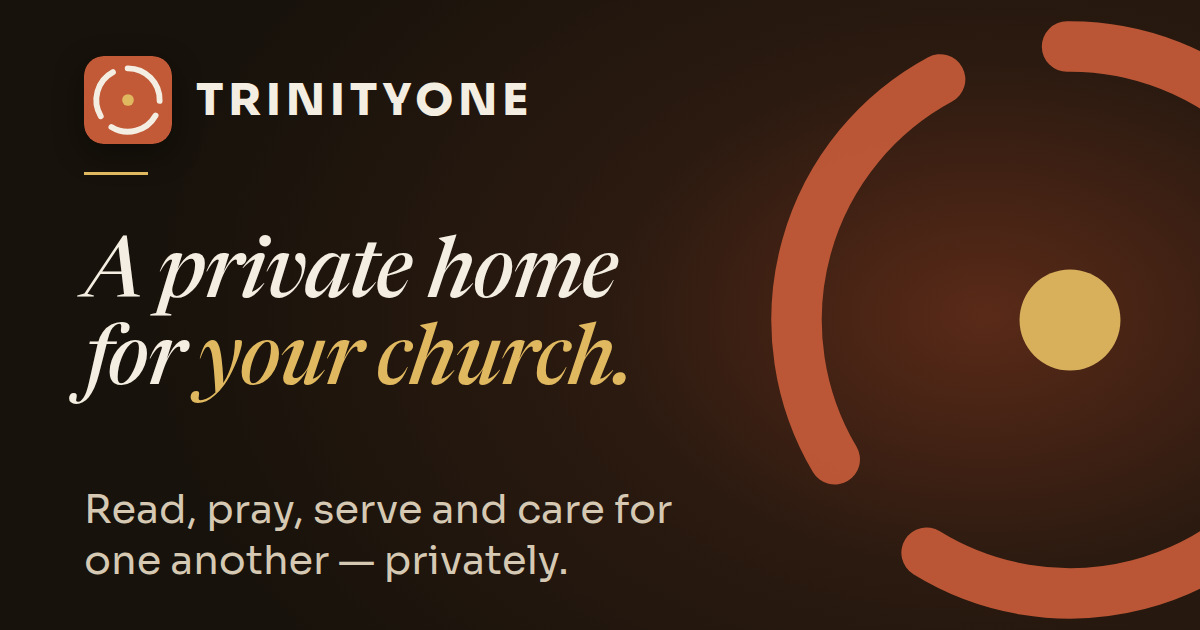 TRINITYONE
A private home
for your church.
Read, pray, serve and care for
one another — privately.